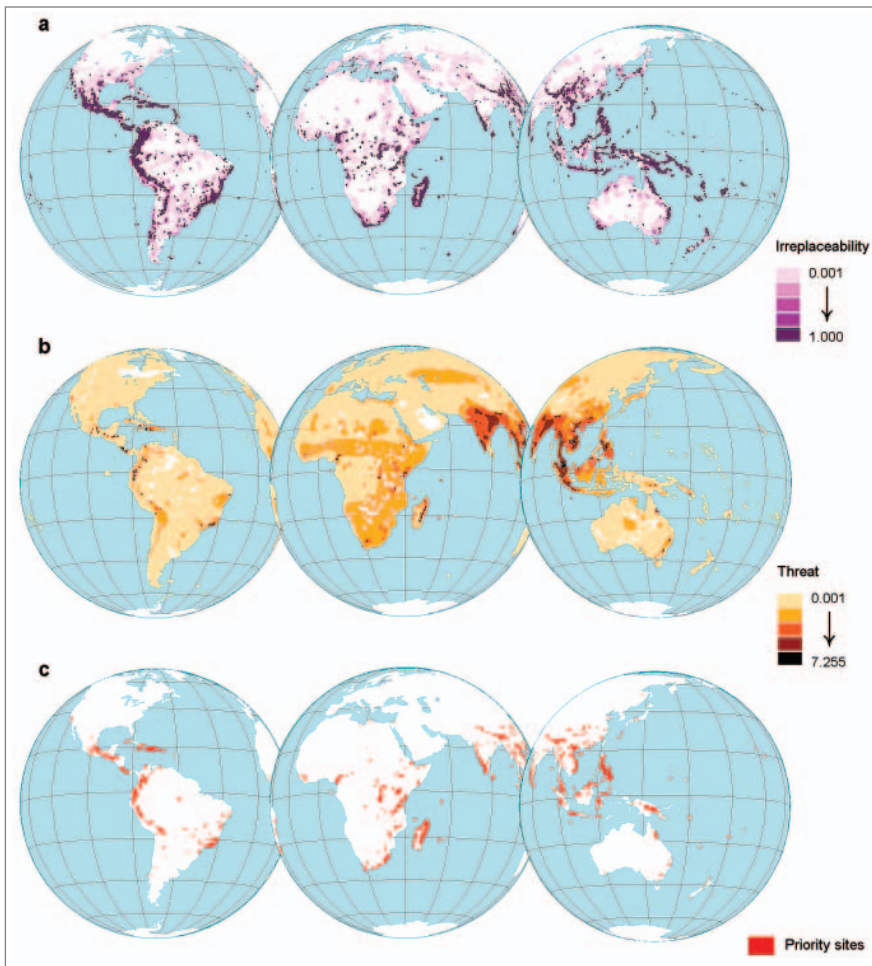 a
Irreplaceability
0.001
1.000
b
Threat
0.001
7.255
c
Priority sites